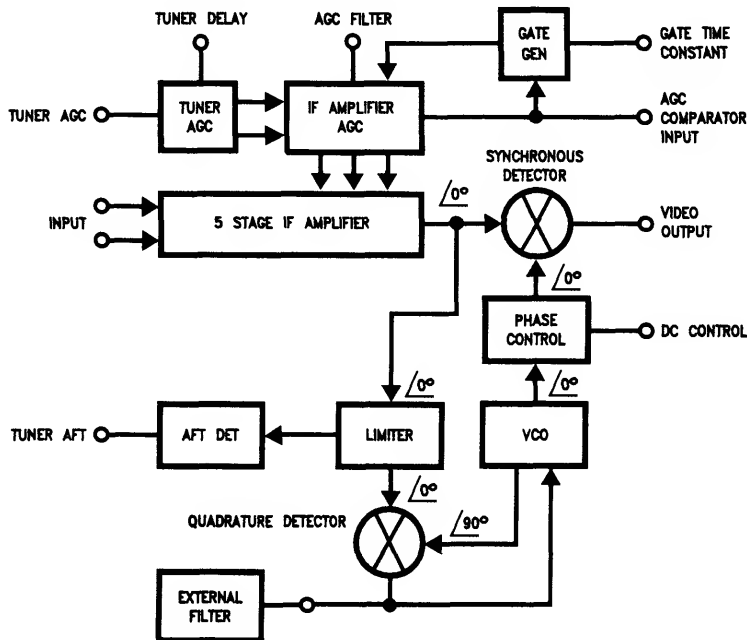 TUNER DELAY
AGC FILTER
GATE
GEN
GATE TIME
CONSTANT
TUNER AGC
TUNER
AGC
IF AMPLIFIER
AGC
AGC
COMPARATOR
INPUT
SYNCHRONOUS
DETECTOR
INPUT
5 STAGE IF AMPLIFIER
∠0°
VIDEO
OUTPUT
∠0°
PHASE
CONTROL
DC CONTROL
∠0°
∠0°
TUNER AFT
AFT DET
LIMITER
VCO
∠0°
QUADRATURE DETECTOR
∠90°
EXTERNAL
FILTER